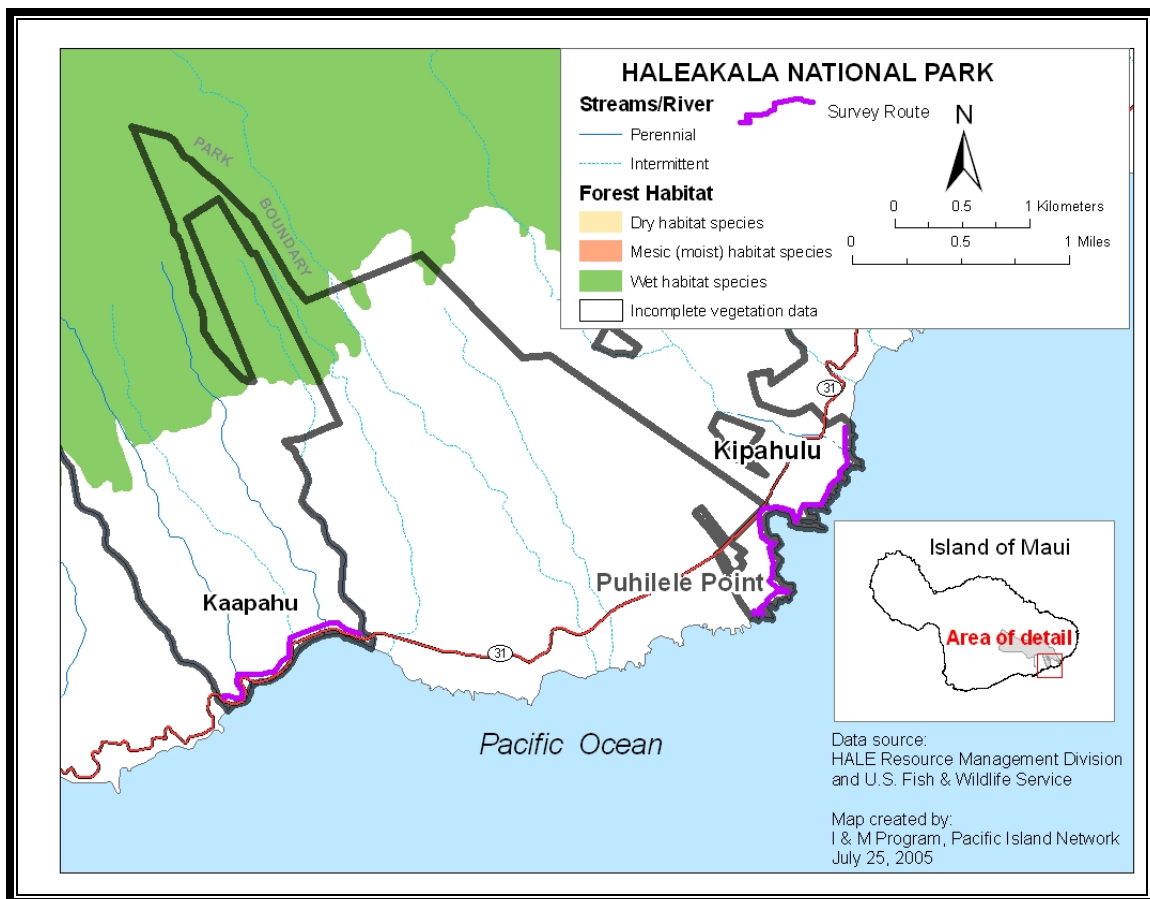 HALEAKALA NATIONAL PARK
Streams/River
Survey Route
N
Perennial
Intermittent
Forest Habitat
0 0.5 1 Kilometers
Dry habitat species
Mesic (moist) habitat species
0 0.5 1 Miles
Wet habitat species
Incomplete vegetation data
PARK
BOUNDARY
31
Kipahulu
Puhilele Point
Kaapahu
31
Pacific Ocean
Island of Maui
Area of detail
Data source:
HALE Resource Management Division
and U.S. Fish & Wildlife Service
Map created by:
I & M Program, Pacific Island Network
July 25, 2005